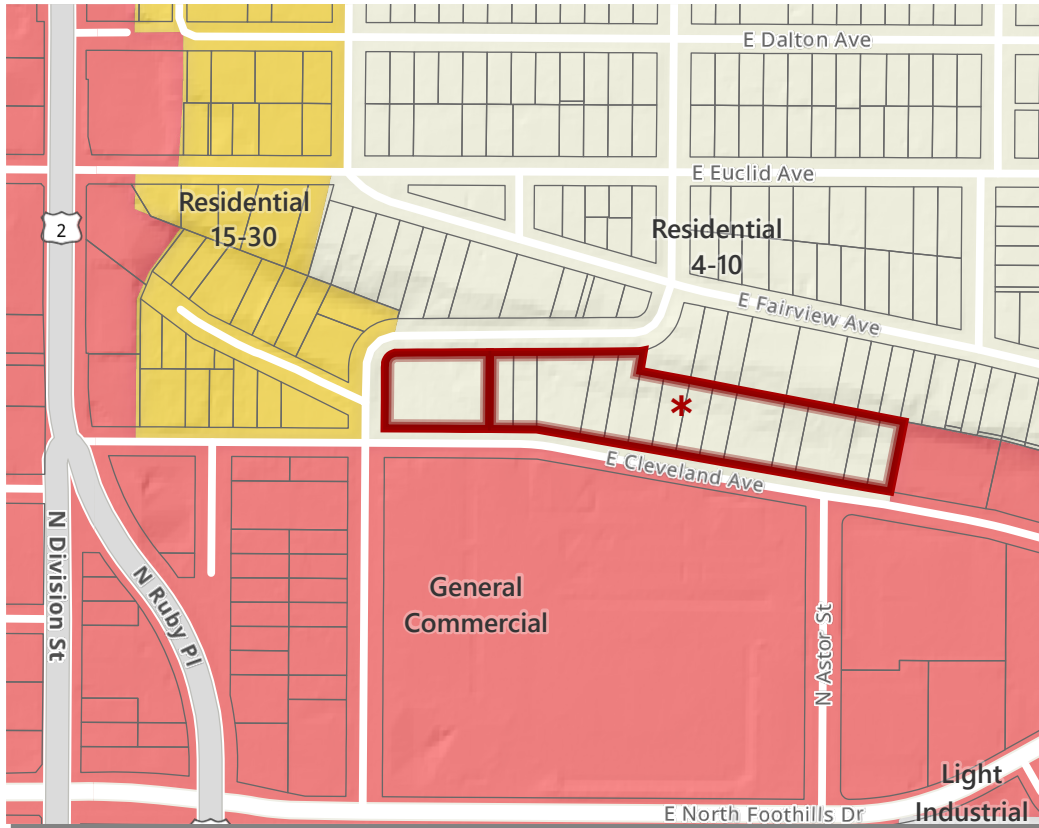 E Dalton Ave
E Euclid Ave
Residential
15-30
Residential
4-10
2
E Fairview Ave
*
E Cleveland Ave
N Division St
N Ruby Pl
General
Commercial
N Astor St
Light
Industrial
E North Foothills Dr